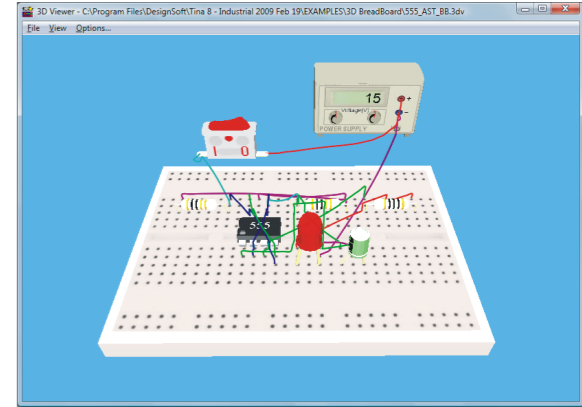 3D Viewer - C:\Program Files\DesignSoft\Tina 8 - Industrial 2009 Feb 19\EXAMPLES\3D BreadBoard\555_AST_BB.3dv
File View Options...
15
+
Voltage(V)
-
POWER SUPPLY
1 0
555